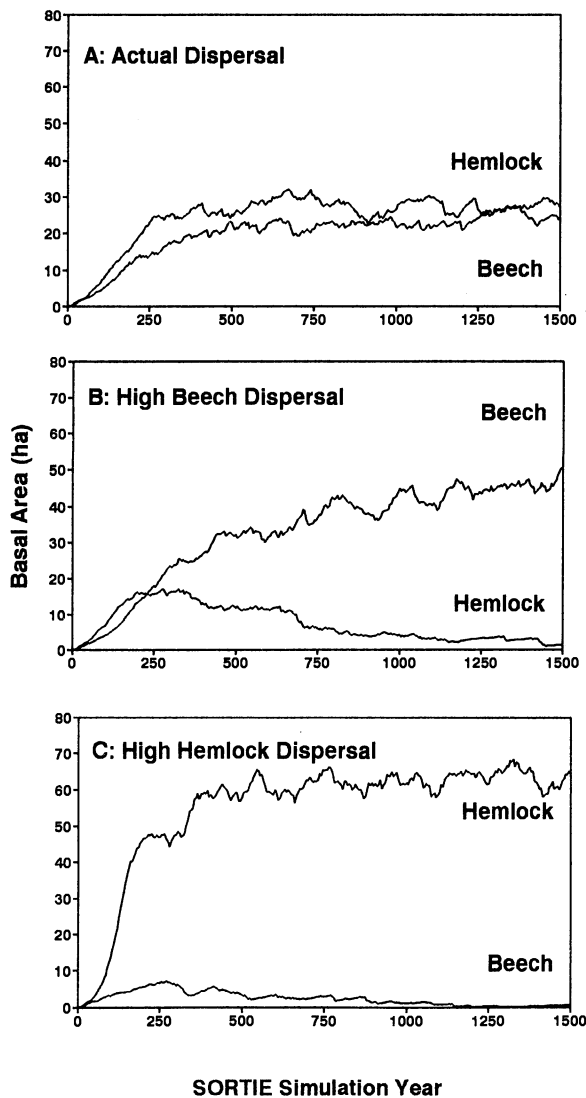 80
70
60
50
40
30
20
10
0
A: Actual Dispersal
Hemlock
Beech
0 250 500 750 1000 1250 1500
Basal Area (ha)
80
70
60
50
40
30
20
10
0
B: High Beech Dispersal
Beech
Hemlock
0 250 500 750 1000 1250 1500
80
70
60
50
40
30
20
10
0
C: High Hemlock Dispersal
Hemlock
Beech
0 250 500 750 1000 1250 1500
SORTIE Simulation Year